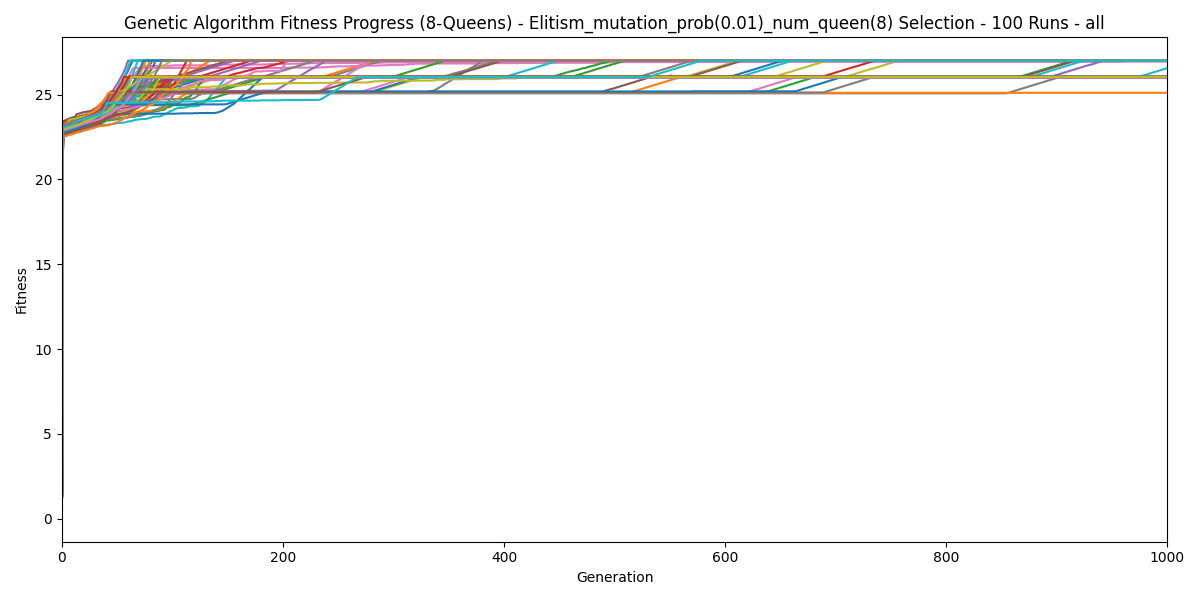 Genetic Algorithm Fitness Progress (8-Queens) - Elitism_mutation_prob(0.01)_num_queen(8) Selection - 100 Runs - all
Fitness
25
20
15
10
5
0
0 200 400 600 800 1000
Generation